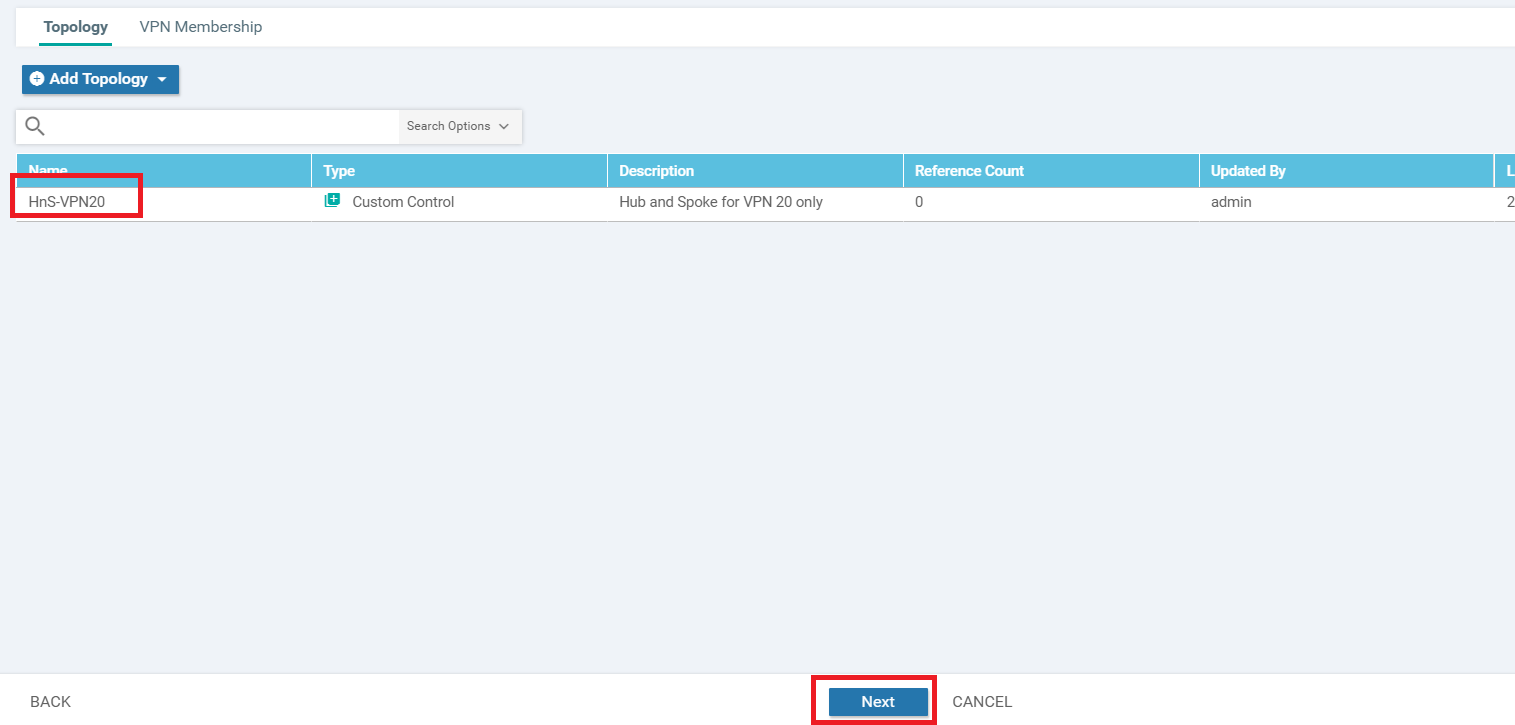 Topology VPN Membership
Add Topology
Search Options
Name Type Description Reference Count Updated By
HnS-VPN20 Custom Control Hub and Spoke for VPN 20 only 0 admin 2
BACK Next CANCEL